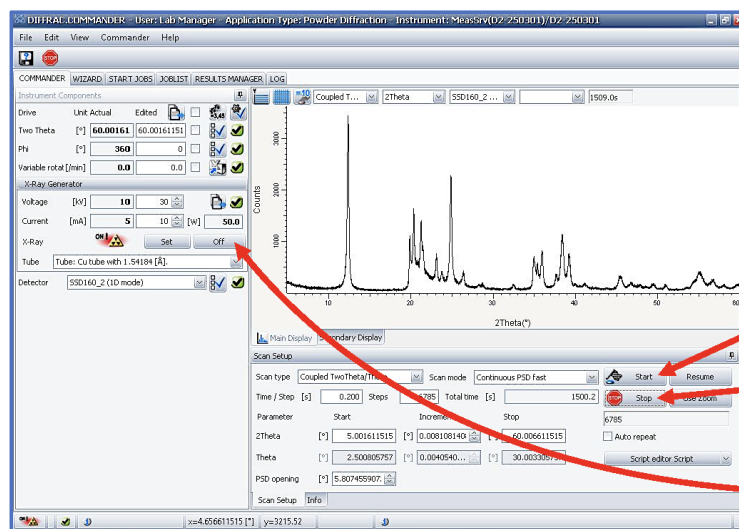 DIFFRAC.COMMANDER - User: Lab Manager - Application Type: Powder Diffraction - Instrument: MeasSrv(D2-250301)/D2-250301
File Edit View Commander Help
STOP
COMMANDER WIZARD START JOBS JOBLIST RESULTS MANAGER LOG
Instrument Components
Coupled T... 2Theta SSD160_2 ... 1509.0s
Drive Unit Actual Edited
Two Theta [°] 60.00161 60.00161151
Phi [°] 360 0
Variable rotat [/min] 0.0 0.0
X-Ray Generator
Voltage [kV] 10 30
Current [mA] 5 10 [W] 50.0
X-Ray ON! Set Off
Tube Tube: Cu tube with 1.54184 [Å].
Detector SSD160_2 (1D mode)
Counts
3000
2000
1000
10 20 30 40 50 60
2Theta(°)
Main Display Secondary Display
Scan Setup
Scan type Coupled TwoTheta/Theta Scan mode Continuous PSD fast Start Resume
Time / Step [s] 0.200 Steps 6785 Total time [s] 1500.2 STOP Stop Use Zoom
Parameter Start Increment Stop 6785
2Theta [°] 5.001611515 [°] 0.008108140 [°] 60.006611515 Auto repeat
Theta [°] 2.500805757 [°] 0.0040540... [°] Script editor Script
PSD opening [°] 5.807455907.
Scan Setup Info
x=4.656611515 [°] y=3215.52